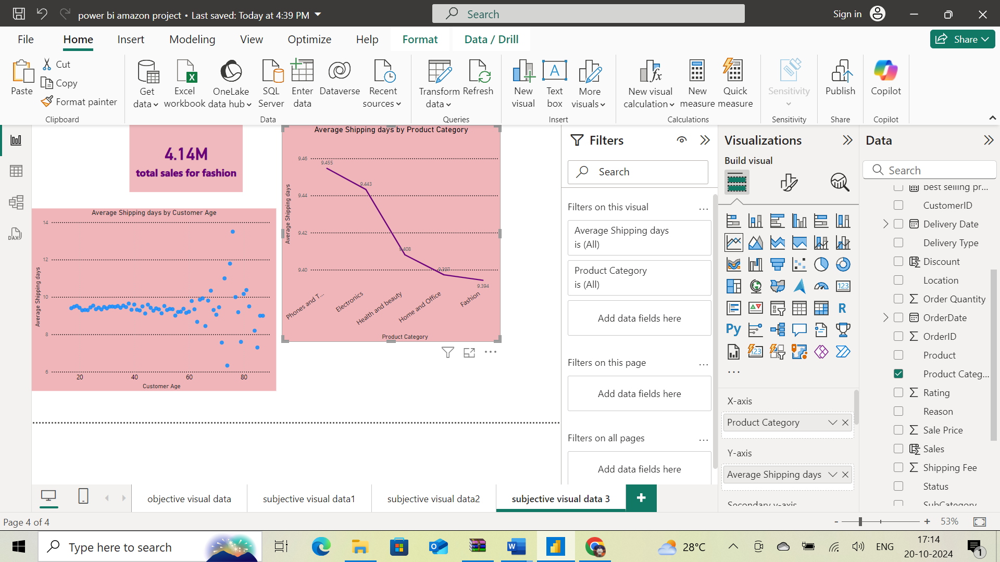 power bi amazon project • Last saved: Today at 4:39 PM
Search
Sign in
File
Home
Insert
Modeling
View
Optimize
Help
Format
Data / Drill
Share
Paste
Cut
Copy
Format painter
Clipboard
Get data
Excel workbook
OneLake data hub
SQL Server
Enter data
Dataverse
Recent sources
Data
Transform data
Refresh
Queries
New visual
Text box
More visuals
Insert
New visual calculation
New measure
Quick measure
Calculations
Sensitivity
Sensitivity
Publish
Share
Copilot
Copilot
4.14M
total sales for fashion
Average Shipping days by Customer Age
Average Shipping days
14
12
10
8
6
20
40
60
80
Customer Age
Average Shipping days by Product Category
Average Shipping days
9.46
9.44
9.42
9.40
9.455
9.443
9.408
9.397
9.394
Phones and T...
Electronics
Health and beauty
Home and Office
Fashion
Product Category
Filters
Search
Filters on this visual
...
Average Shipping days
is (All)
Product Category
is (All)
Add data fields here
Filters on this page
...
Add data fields here
Filters on all pages
...
Add data fields here
Visualizations
Build visual
123
R
Py
123
...
X-axis
Product Category
Y-axis
Average Shipping days
Secondary y-axis
Data
Search
best selling pr...
CustomerID
Delivery Date
Delivery Type
Discount
Location
Order Quantity
OrderDate
OrderID
Product
Product Categ...
Rating
Reason
Sale Price
Sales
Shipping Fee
Status
SubCategory
DAX
objective visual data
subjective visual data1
subjective visual data2
subjective visual data 3
+
Page 4 of 4
- + 53%
Type here to search
28°C
ENG
17:14
20-10-2024
1